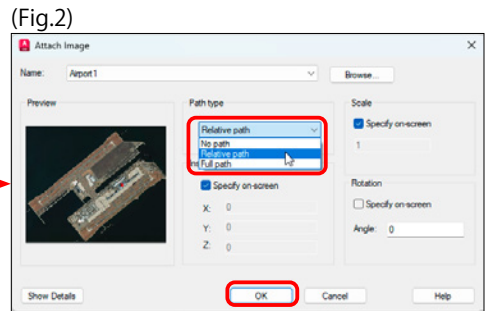 (Fig.2)
Attach Image
Name: Airport1 Browse...
Preview
Path type
Relative path
No path
Relative path
Full path
Specify on-screen
X: 0
Y: 0
Z: 0
Scale
Specify on-screen
1
Rotation
Specify on-screen
Angle: 0
Show Details OK Cancel Help